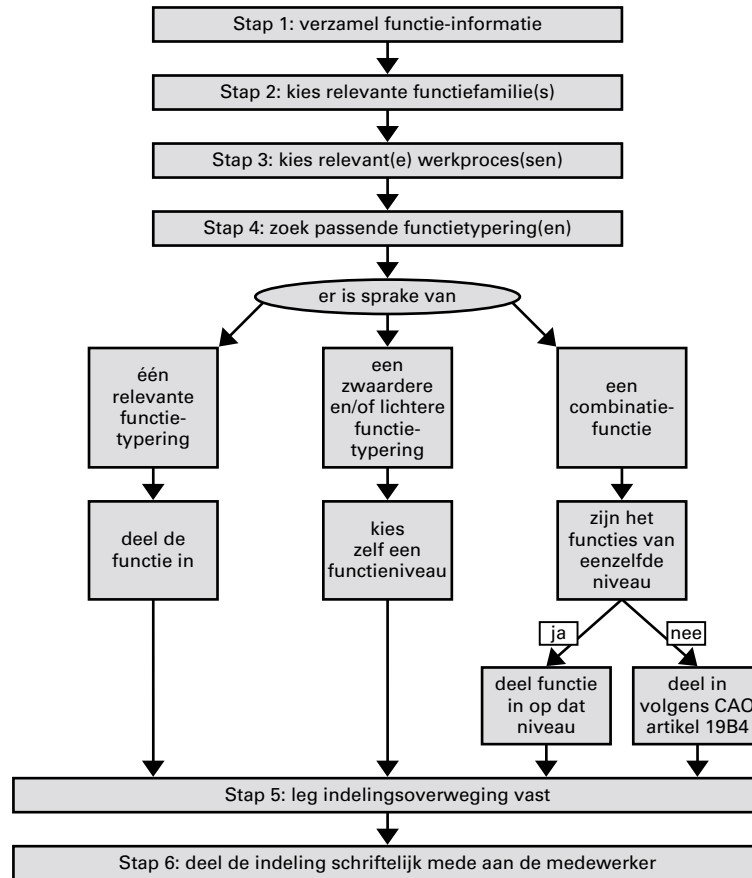 Stap 1: verzamel functie-informatie
Stap 2: kies relevante functiefamilie(s)
Stap 3: kies relevant(e) werkproces(sen)
Stap 4: zoek passende functietypering(en)
er is sprake van
één
relevante
functie-
typering
een
zwaardere
en/of lichtere
functie-
typering
een
combinatie-
functie
deel de
functie in
kies
zelf een
functieniveau
zijn het
functies van
eenzelfde
niveau
ja
nee
deel functie
in op dat
niveau
deel in
volgens CAO
artikel 19B4
Stap 5: leg indelingsoverweging vast
Stap 6: deel de indeling schriftelijk mede aan de medewerker